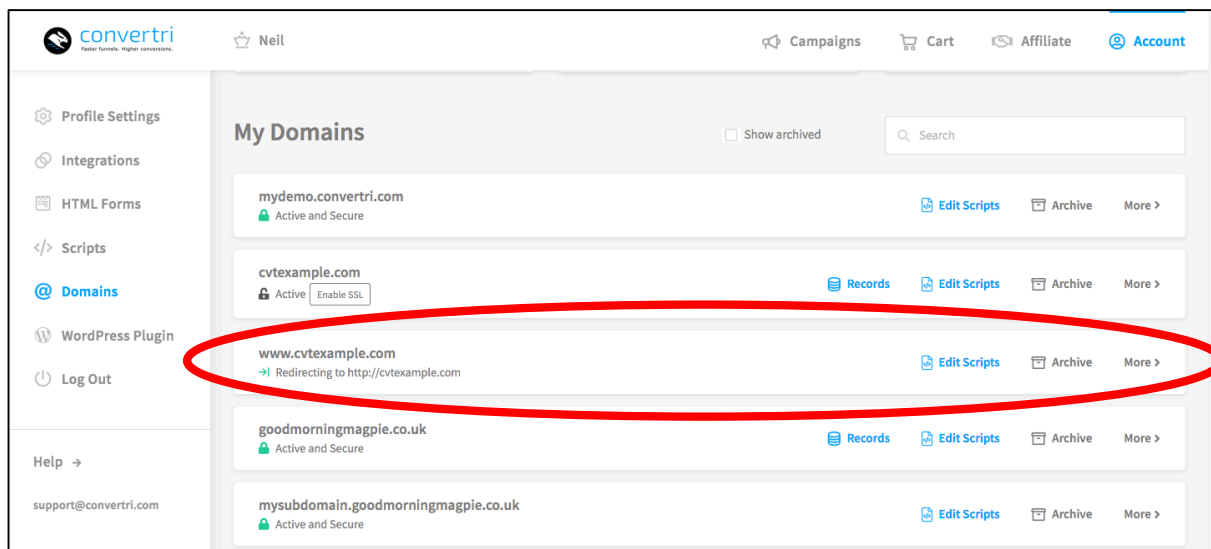 convertri
Faster funnels. Higher conversions.
Neil
Campaigns
Cart
Affiliate
Account
Profile Settings
Integrations
HTML Forms
Scripts
Domains
WordPress Plugin
Log Out
Help →
support@convertri.com
My Domains
Show archived
Search
mydemo.convertri.com
Active and Secure
Edit Scripts
Archive
More >
cvtexample.com
Active Enable SSL
Records
Edit Scripts
Archive
More >
www.cvtexample.com
Redirecting to http://cvtexample.com
Edit Scripts
Archive
More >
goodmorningmagpie.co.uk
Active and Secure
Records
Edit Scripts
Archive
More >
mysubdomain.goodmorningmagpie.co.uk
Active and Secure
Edit Scripts
Archive
More >